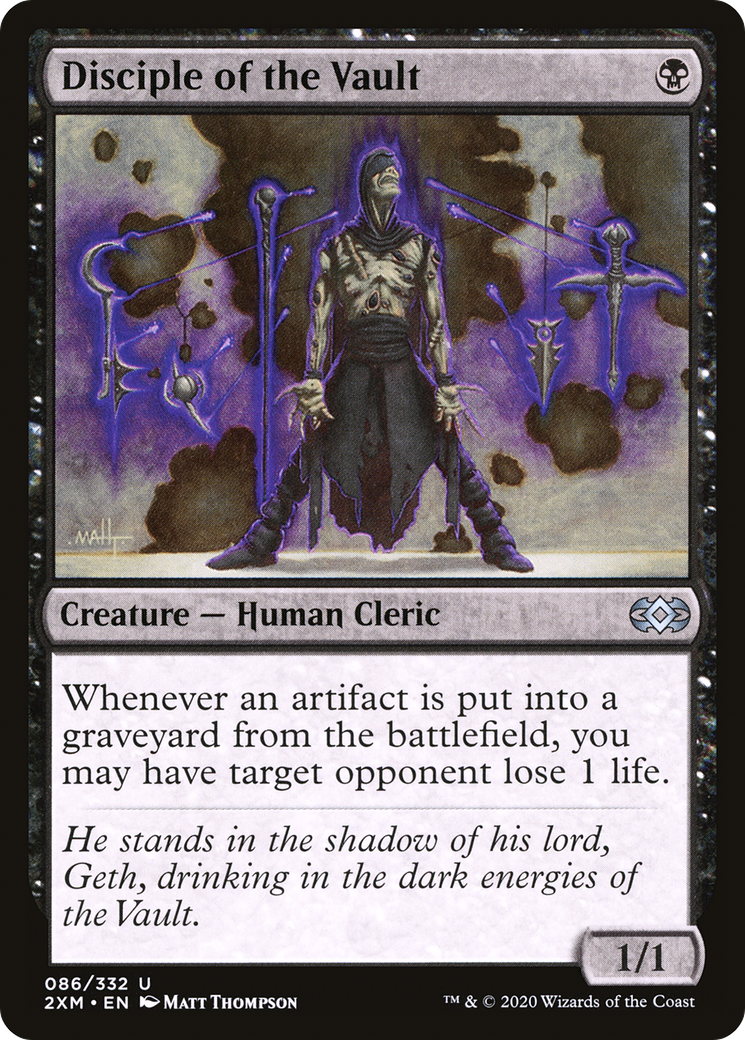 Disciple of the Vault
MATT
Creature — Human Cleric
Whenever an artifact is put into a
graveyard from the battlefield, you
may have target opponent lose 1 life.
He stands in the shadow of his lord,
Geth, drinking in the dark energies of
the Vault.
1/1
086/332 U
2XM • EN MATT THOMPSON
™ & © 2020 Wizards of the Coast